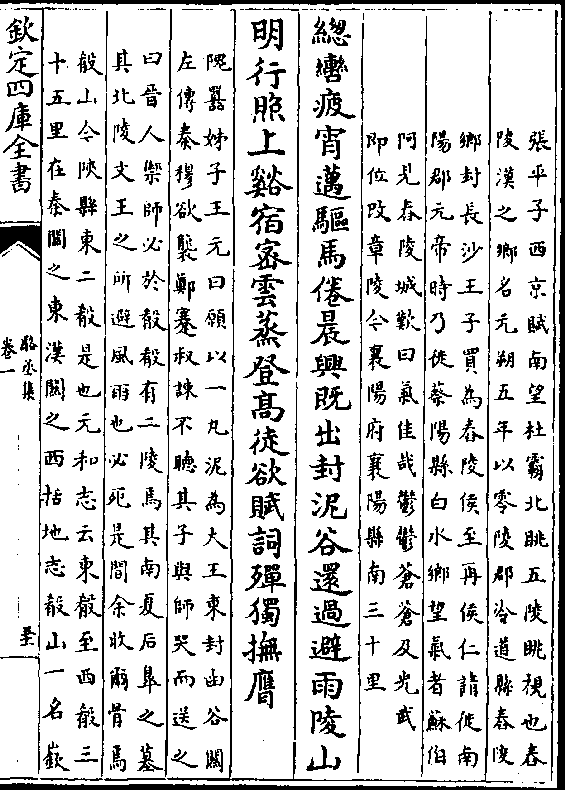 張平子西京賦南望杜霸北眺五陵眺視也舂
陵漢之鄉名元朔五年以零陵郡泠道縣舂陵
鄉封長沙王子買為舂陵侯至再侯仁請徙南
陽郡元帝時乃徙蔡陽縣白水鄉望氣者蘇伯
阿見舂陵城歎曰氣佳哉鬱鬱蒼蒼及光武
即位改章陵今襄陽府襄陽縣南三十里
緫轡疲宵邁驅馬倦晨興既出封泥谷還過避雨陵山
明行照上谿宿密雲蒸登髙徒欲賦詞殫獨撫膺
隗囂姊子王元曰願以一丸泥為大王東封函谷關
左傳秦穆欲襲鄭蹇叔諫不聽其子與師哭而送之
曰晉人禦師必於殽殽有二陵焉其南夏后皋之墓
其北陵文王之所避風雨也必死是間余收爾骨焉
殽山今陝縣東二殽是也元和志云東殽至西殽三
十五里在秦關之東漢關之西括地志殽山一名嶔
欽定四庫全書
駱丞集
卷一